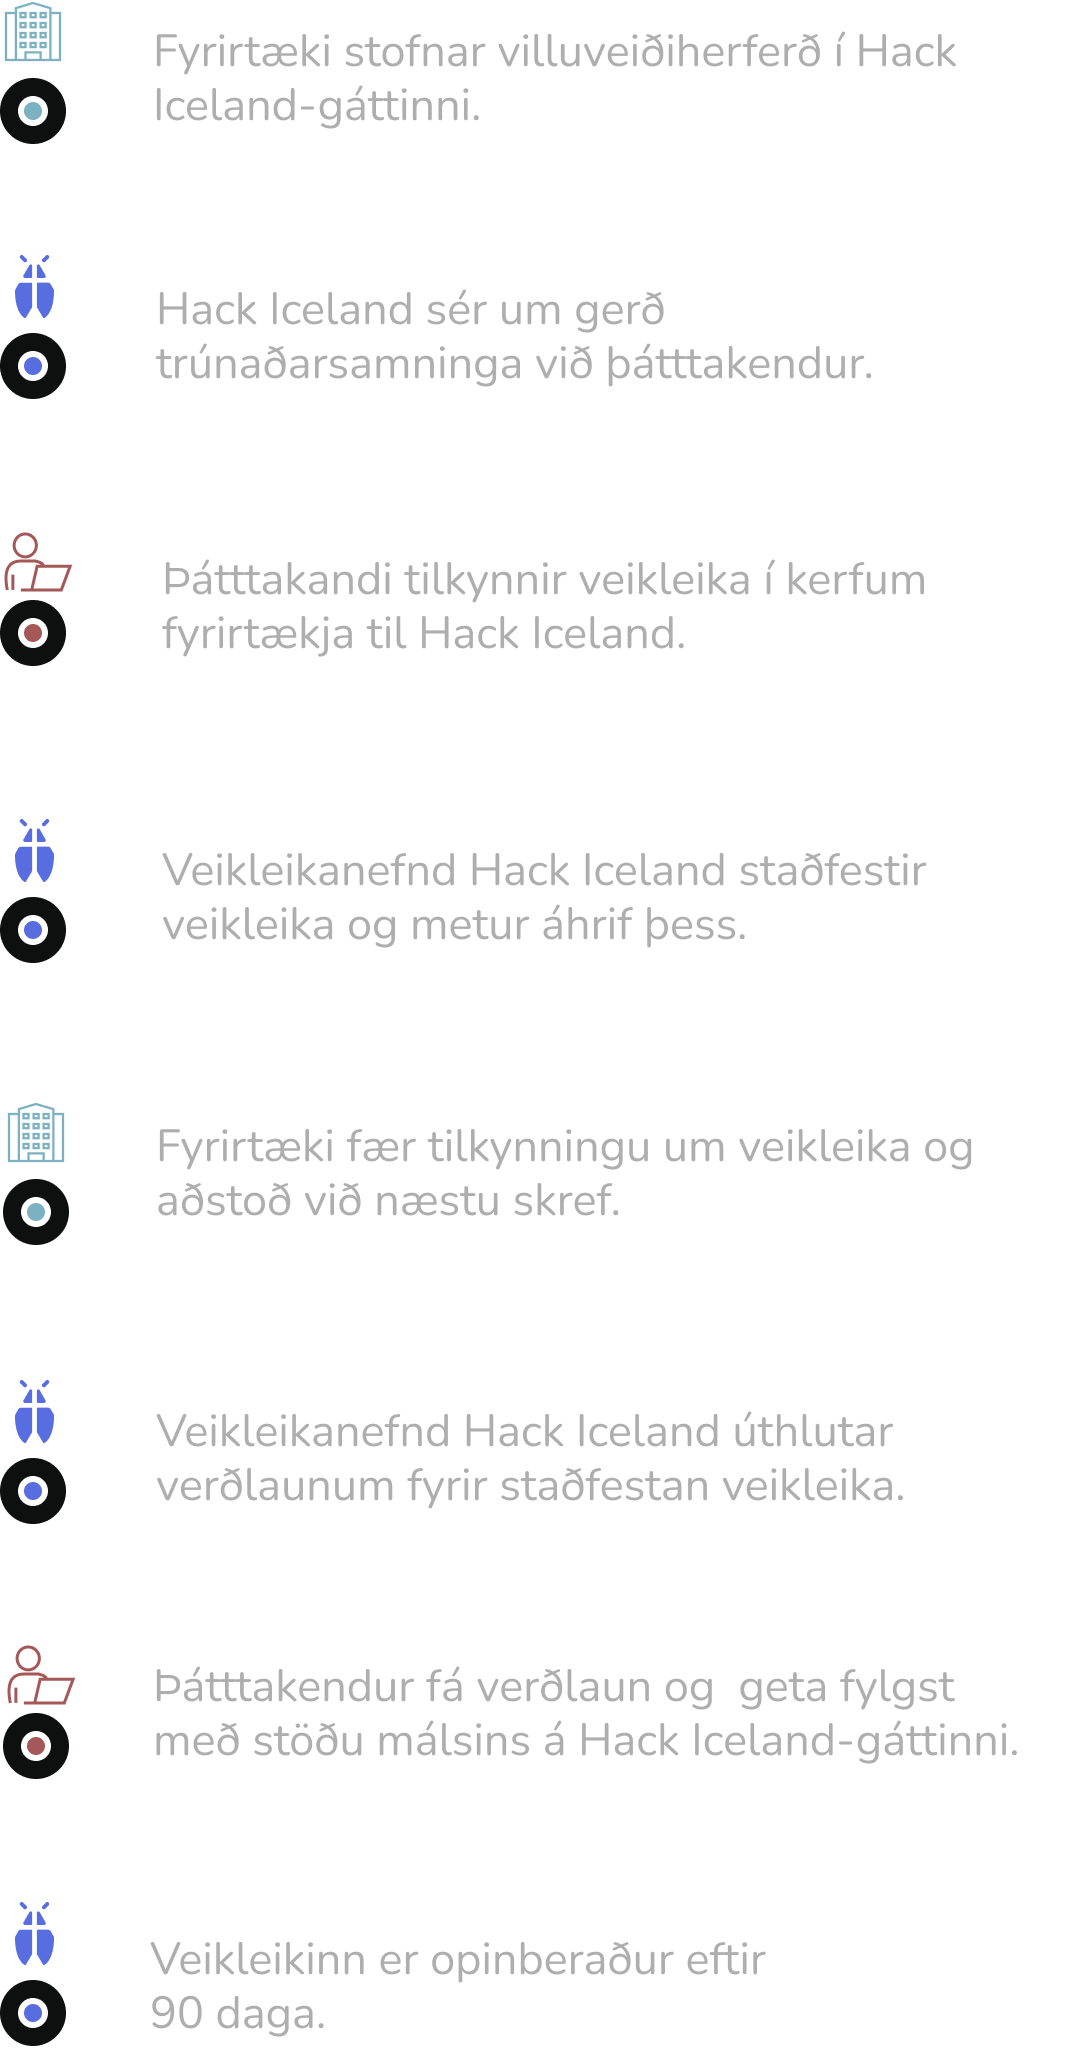 Fyrirtæki stofnar villuveiðiherferð í Hack
Iceland-gáttinni.
Hack Iceland sér um gerð
trúnaðarsamninga við þátttakendur.
Þátttakandi tilkynnir veikleika í kerfum
fyrirtækja til Hack Iceland.
Veikleikanefnd Hack Iceland staðfestir
veikleika og metur áhrif þess.
Fyrirtæki fær tilkynningu um veikleika og
aðstoð við næstu skref.
Veikleikanefnd Hack Iceland úthlutar
verðlaunum fyrir staðfestan veikleika.
Þátttakendur fá verðlaun og  geta fylgst
með stöðu málsins á Hack Iceland-gáttinni.
Veikleikinn er opinberaður eftir
90 daga.